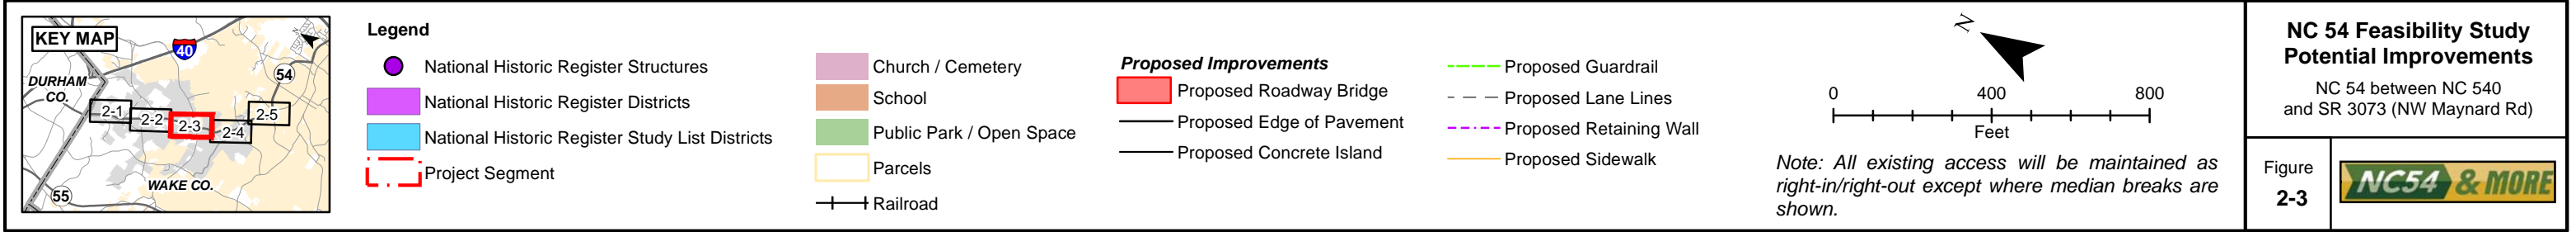 KEY MAP
40
DURHAM
CO.
54
2-1
2-2
2-3
2-4
2-5
WAKE CO.
55
Legend
National Historic Register Structures
National Historic Register Districts
National Historic Register Study List Districts
Project Segment
Church / Cemetery
School
Public Park / Open Space
Parcels
Railroad
Proposed Improvements
Proposed Roadway Bridge
Proposed Edge of Pavement
Proposed Concrete Island
Proposed Guardrail
Proposed Lane Lines
Proposed Retaining Wall
Proposed Sidewalk
N
0 400 800
Feet
Note: All existing access will be maintained as
right-in/right-out except where median breaks are
shown.
NC 54 Feasibility Study
Potential Improvements
NC 54 between NC 540
and SR 3073 (NW Maynard Rd)
Figure
2-3
NC54 & MORE